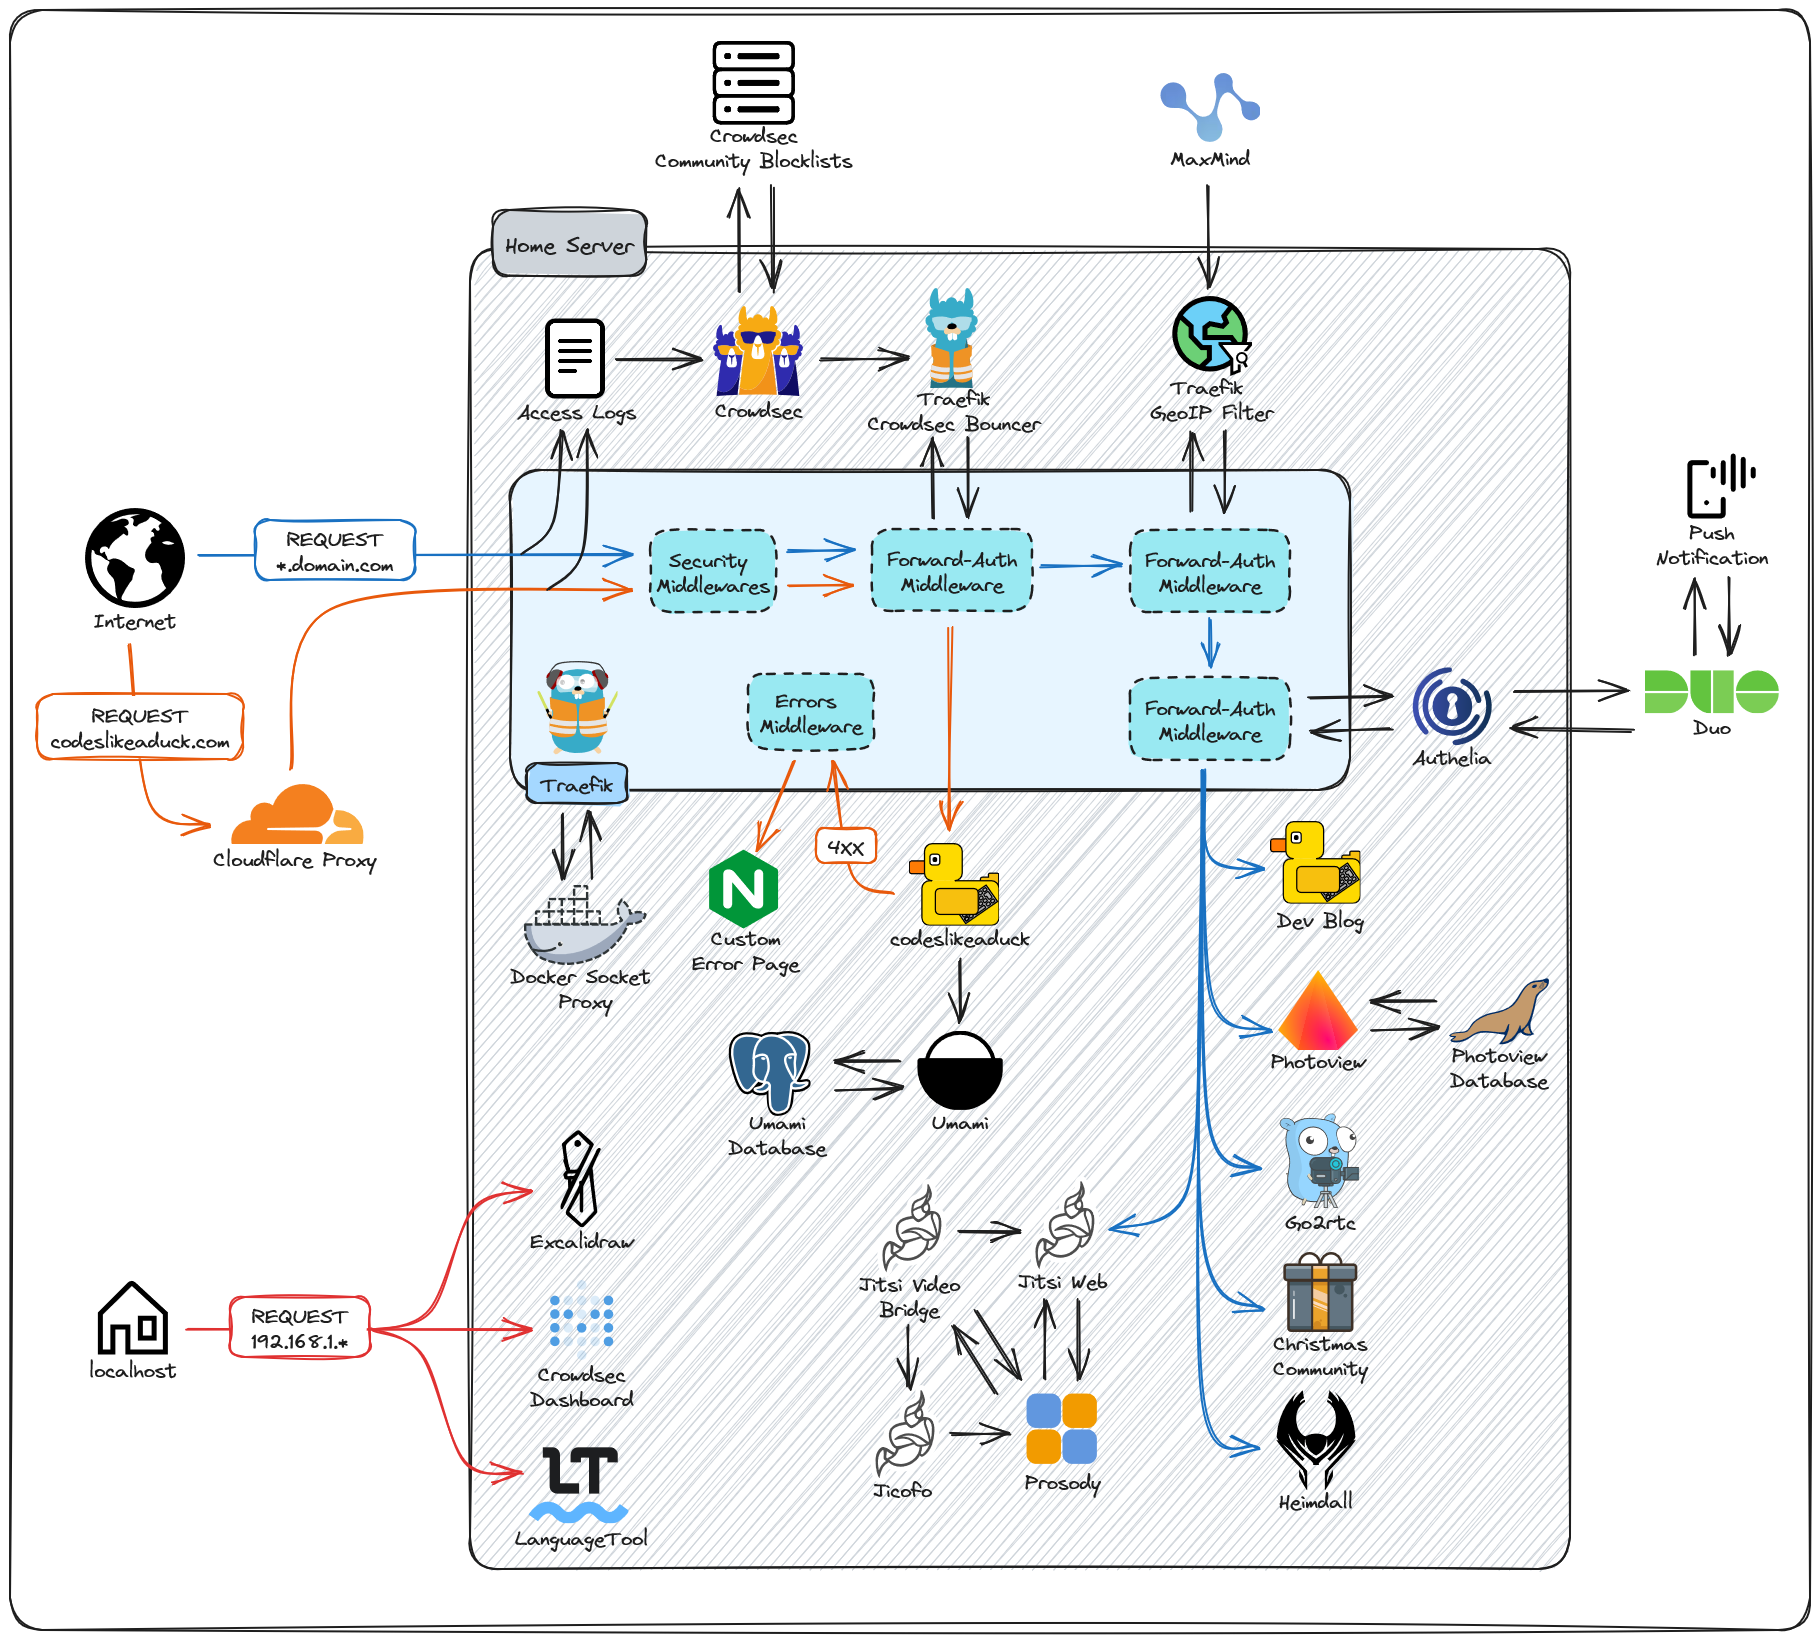 Crowdsec
Community Blocklists
MaxMind
Home Server
Access Logs
Crowdsec
Traefik
Crowdsec Bouncer
Traefik
GeoIP Filter
Internet
REQUEST
*.domain.com
Security
Middlewares
Forward-Auth
Middleware
Forward-Auth
Middleware
Push
Notification
REQUEST
codeslikeaduck.com
Cloudflare Proxy
Traefik
Errors
Middleware
Forward-Auth
Middleware
Authelia
DUO
Duo
4xx
N
Custom
Error Page
codeslikeaduck
Dev Blog
Docker Socket
Proxy
Umami
Database
Umami
Photoview
Photoview
Database
localhost
REQUEST
192.168.1.*
Excalidraw
Crowdsec
Dashboard
LT
LanguageTool
Jitsi Video
Bridge
Jitsi Web
Jicofo
Prosody
Go2rtc
Christmas
Community
Heimdall